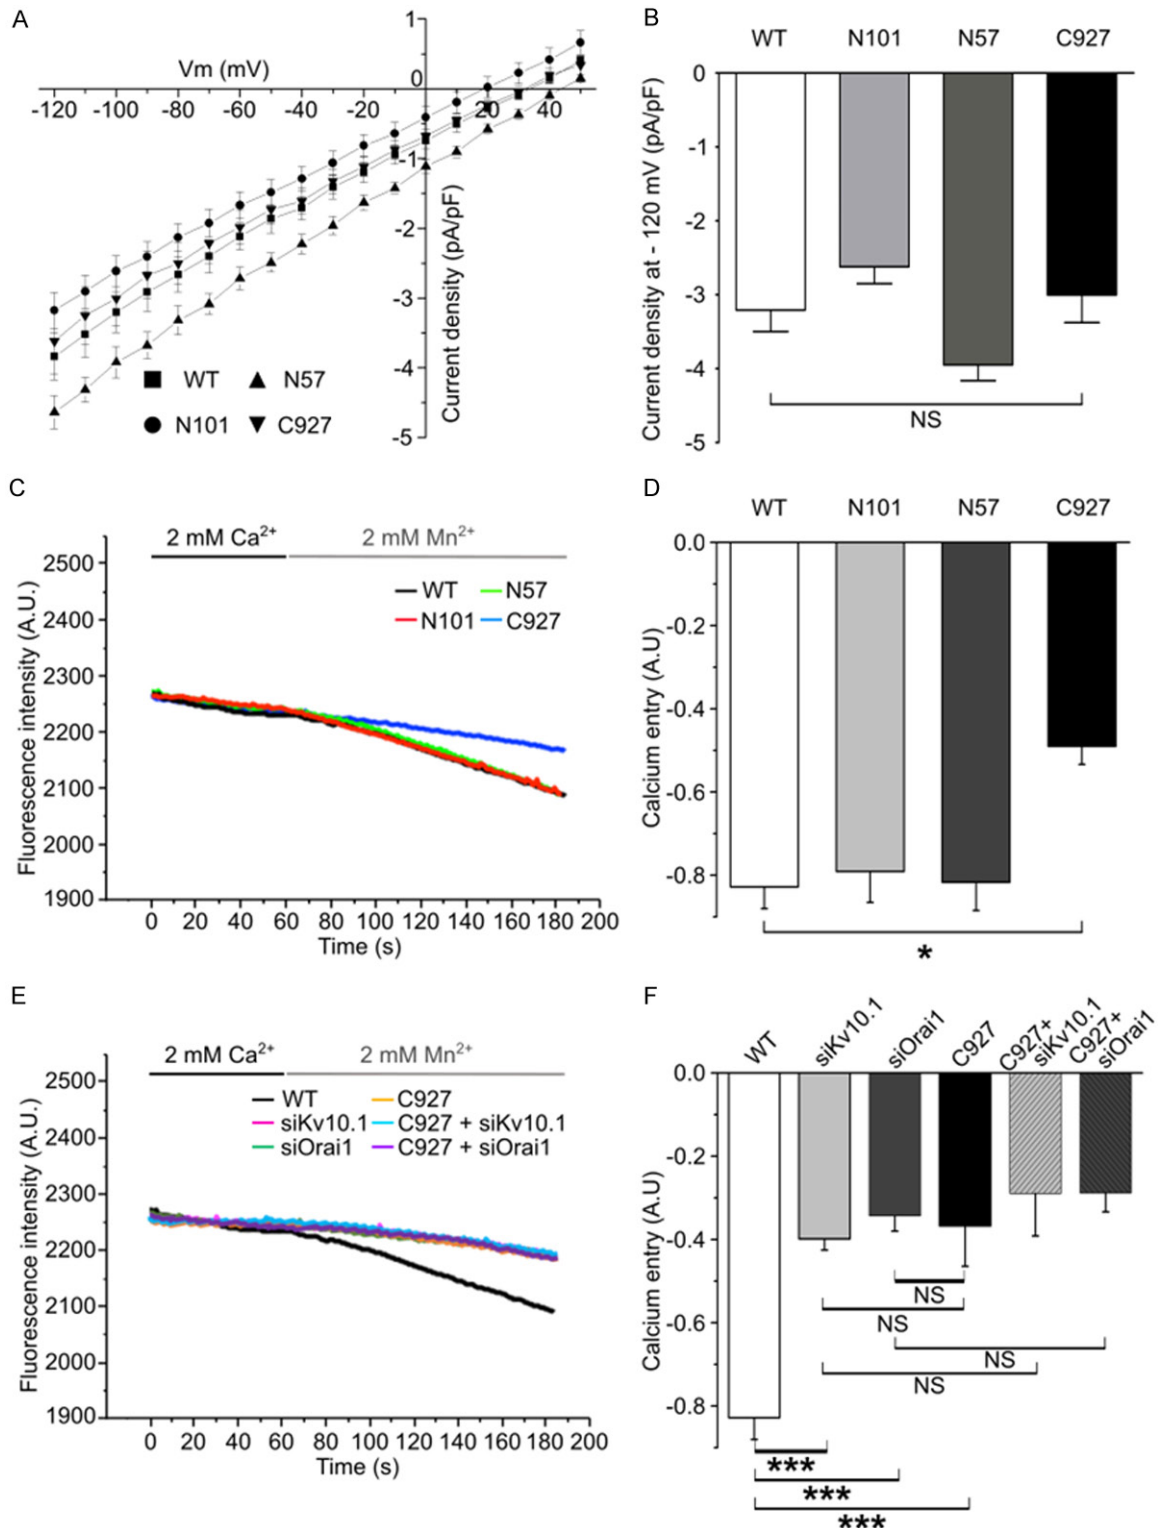 A
Vm (mV)
-120 -100 -80 -60 -40 -20 20 40
1
0
-1
-2
-3
-4
-5
Current density (pA/pF)
WT N57
N101 C927
B
WT N101 N57 C927
0
-1
-2
-3
-4
-5
Current density at - 120 mV (pA/pF)
NS
C
2 mM Ca²⁺ 2 mM Mn²⁺
WT N57
N101 C927
2500
2400
2300
2200
2100
2000
1900
Fluorescence intensity (A.U.)
0 20 40 60 80 100 120 140 160 180 200
Time (s)
D
WT N101 N57 C927
0.0
-0.2
-0.4
-0.6
-0.8
Calcium entry (A.U)
*
E
2 mM Ca²⁺ 2 mM Mn²⁺
WT C927
siKv10.1 C927 + siKv10.1
siOrai1 C927 + siOrai1
2500
2400
2300
2200
2100
2000
1900
Fluorescence intensity (A.U.)
0 20 40 60 80 100 120 140 160 180 200
Time (s)
F
WT
siKv10.1
siOrai1
C927
C927+
siKv10.1
C927+
siOrai1
0.0
-0.2
-0.4
-0.6
-0.8
Calcium entry (A.U)
NS
NS
NS
NS
***
***
***